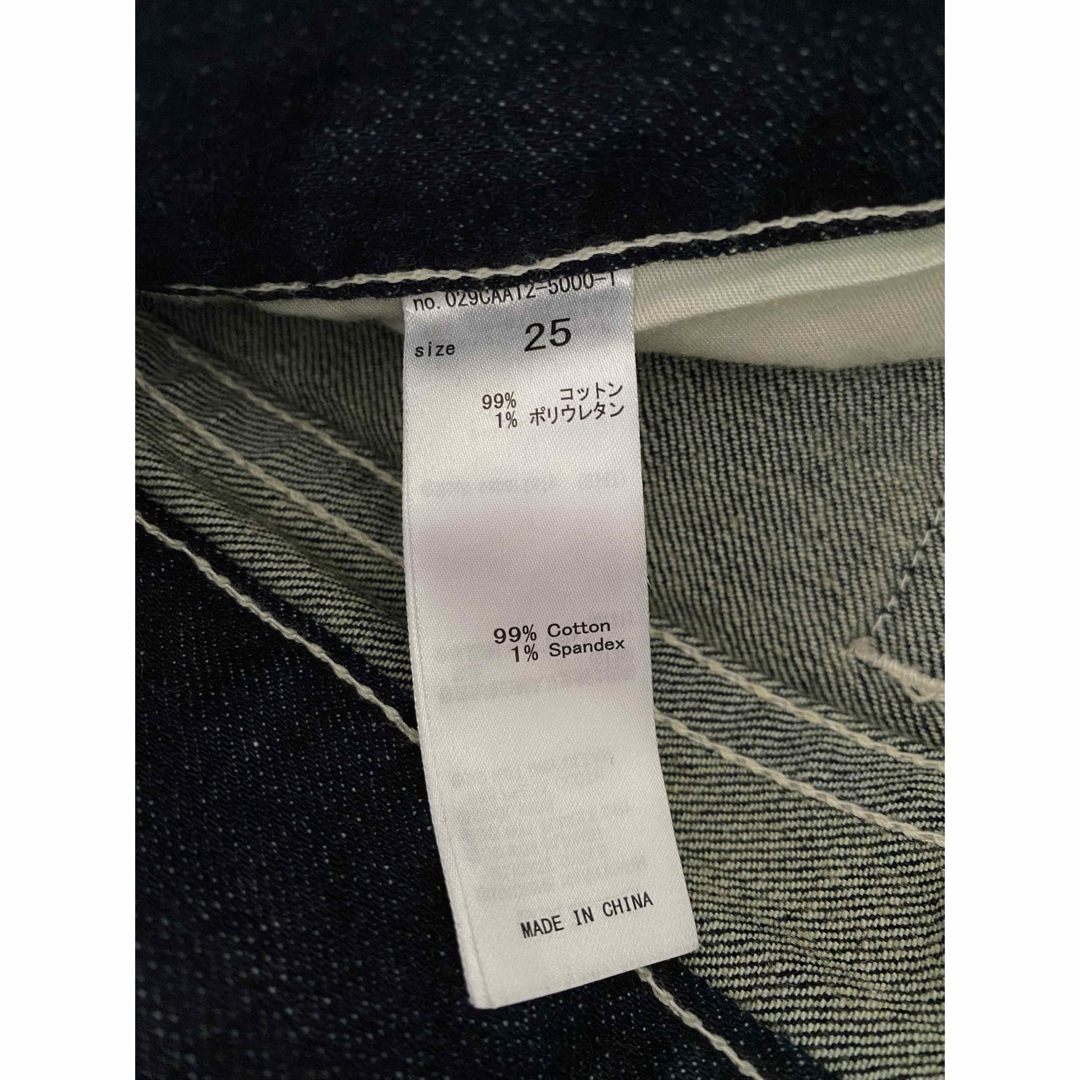 no.029CAA12-5000-1
size 25
99% コットン
1% ポリウレタン
99% Cotton
1% Spandex
MADE IN CHINA